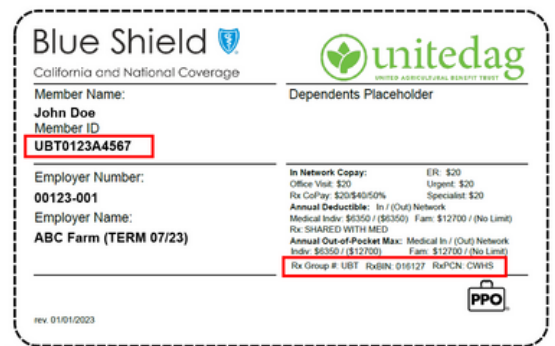 Blue Shield
California and National Coverage
unitedag
UNITED AGRICULTURAL BENEFIT TRUST
Member Name:
John Doe
Member ID
UBT0123A4567
Dependents Placeholder
Employer Number:
00123-001
Employer Name:
ABC Farm (TERM 07/23)
In Network Copay: ER: $20
Office Visit: $20 Urgent: $20
Rx CoPay: $20/$40/50% Specialist: $20
Annual Deductible: In / (Out) Network
Medical Indiv: $6350 / ($6350) Fam: $12700 / (No Limit)
Rx: SHARED WITH MED
Annual Out-of-Pocket Max: Medical In / (Out) Network
Indiv: $6350 / ($12700) Fam: $12700 / (No Limit)
Rx Group #: UBT RxBIN: 016127 RxPCN: CWHS
PPO
rev. 01/01/2023